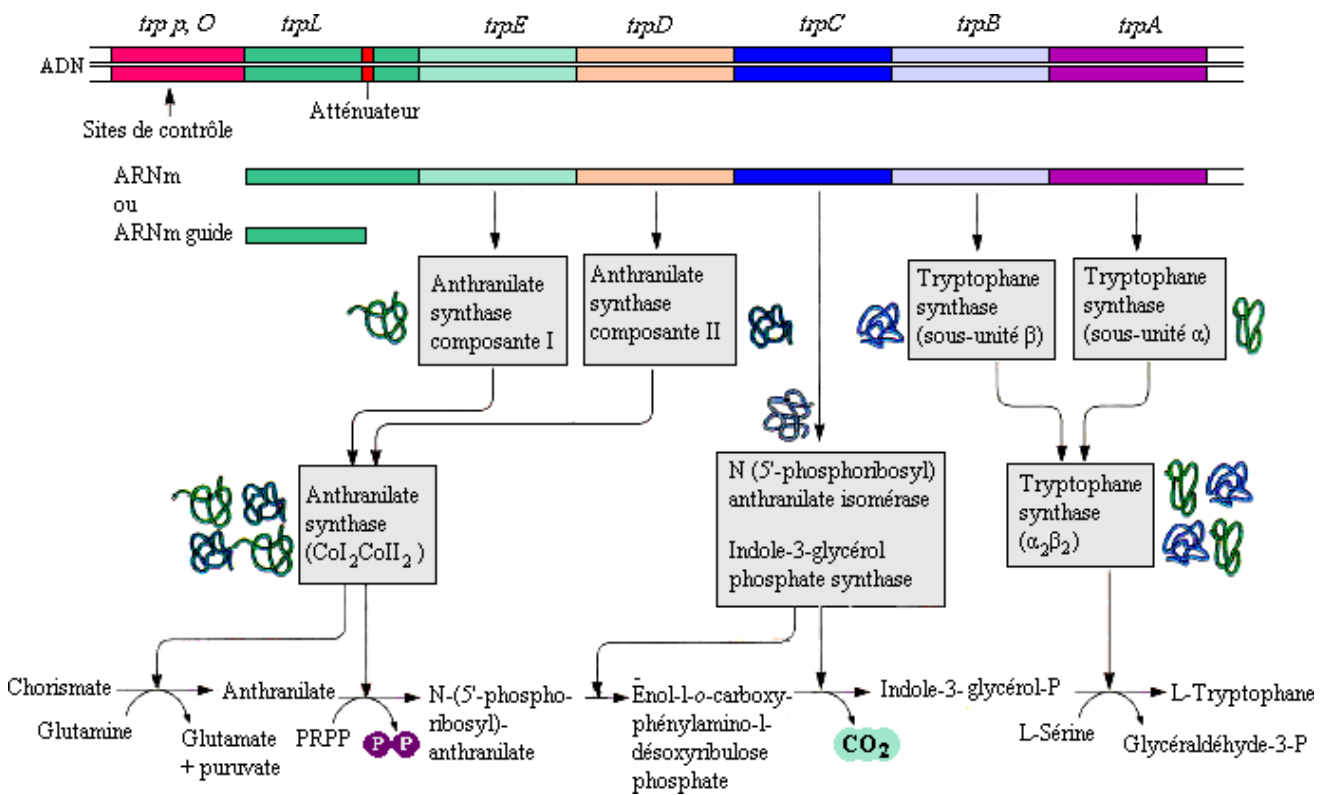 trp p, O
trpL
trpE
trpD
trpC
trpB
trpA
ADN
Atténuateur
Sites de contrôle
ARNm
ou
ARNm guide
Anthranilate
synthase
composante I
Anthranilate
synthase
composante II
Tryptophane
synthase
(sous-unité β)
Tryptophane
synthase
(sous-unité α)
Anthranilate
synthase
(CoI₂CoII₂ )
N (5'-phosphoribosyl)
anthranilate isomérase
Indole-3-glycérol
phosphate synthase
Tryptophane
synthase
(α₂β₂)
Chorismate
Glutamine
Glutamate
+ puruvate
Anthranilate
PRPP
P P
N-(5'-phospho-
ribosyl)-
anthranilate
Énol-1-o-carboxy-
phénylamino-1-
désoxyribulose
phosphate
CO₂
Indole-3-glycérol-P
L-Sérine
Glycéraldéhyde-3-P
L-Tryptophane